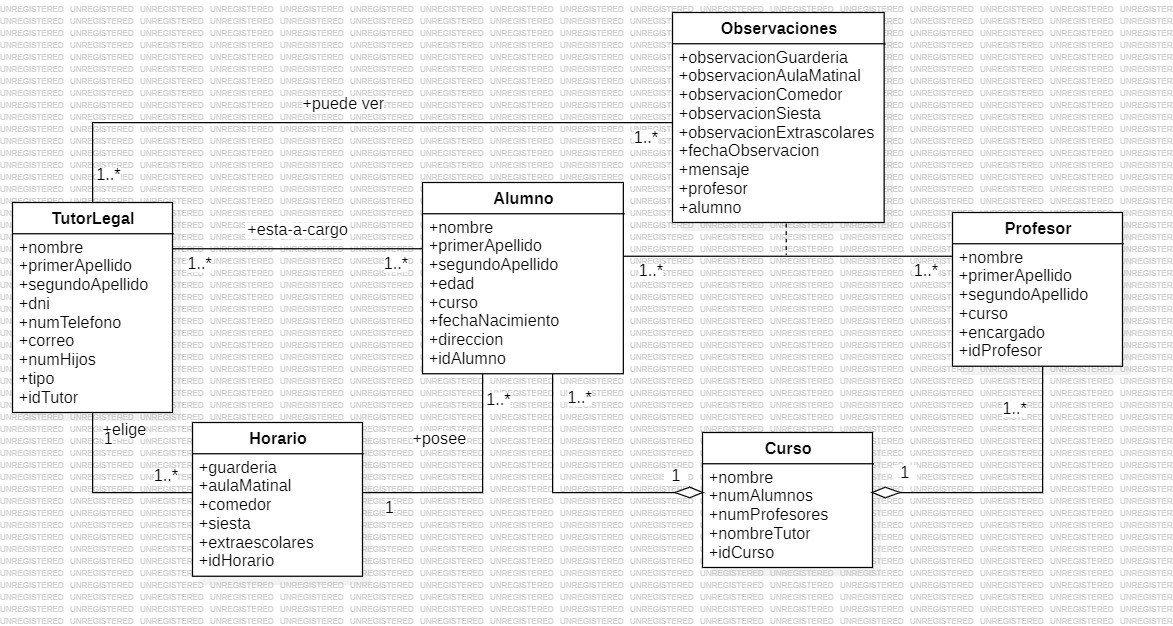 Observaciones
+observacionGuarderia
+observacionAulaMatinal
+observacionComedor
+observacionSiesta
+observacionExtrascolares
+fechaObservacion
+mensaje
+profesor
+alumno
+puede ver
1..*
1..*
TutorLegal
+nombre
+primerApellido
+segundoApellido
+dni
+numTelefono
+correo
+numHijos
+tipo
+idTutor
+esta-a-cargo
1..*
1..*
Alumno
+nombre
+primerApellido
+segundoApellido
+edad
+curso
+fechaNacimiento
+direccion
+idAlumno
1..*
1..*
Profesor
+nombre
+primerApellido
+segundoApellido
+curso
+encargado
+idProfesor
+elige
1
1..*
Horario
+guarderia
+aulaMatinal
+comedor
+siesta
+extraescolares
+idHorario
1..*
+posee
1
1..*
1
Curso
+nombre
+numAlumnos
+numProfesores
+nombreTutor
+idCurso
1..*
1
UNREGISTERED